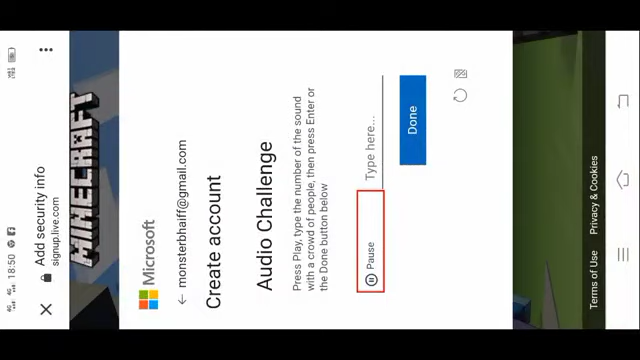 18:50
Add security info
signup.live.com
MINECRAFT
Microsoft
← monsterbhaiff@gmail.com
Create account
Audio Challenge
Press Play, type the number of the sound
with a crowd of people, then press Enter or
the Done button below
Pause
Type here...
Done
Terms of Use
Privacy & Cookies